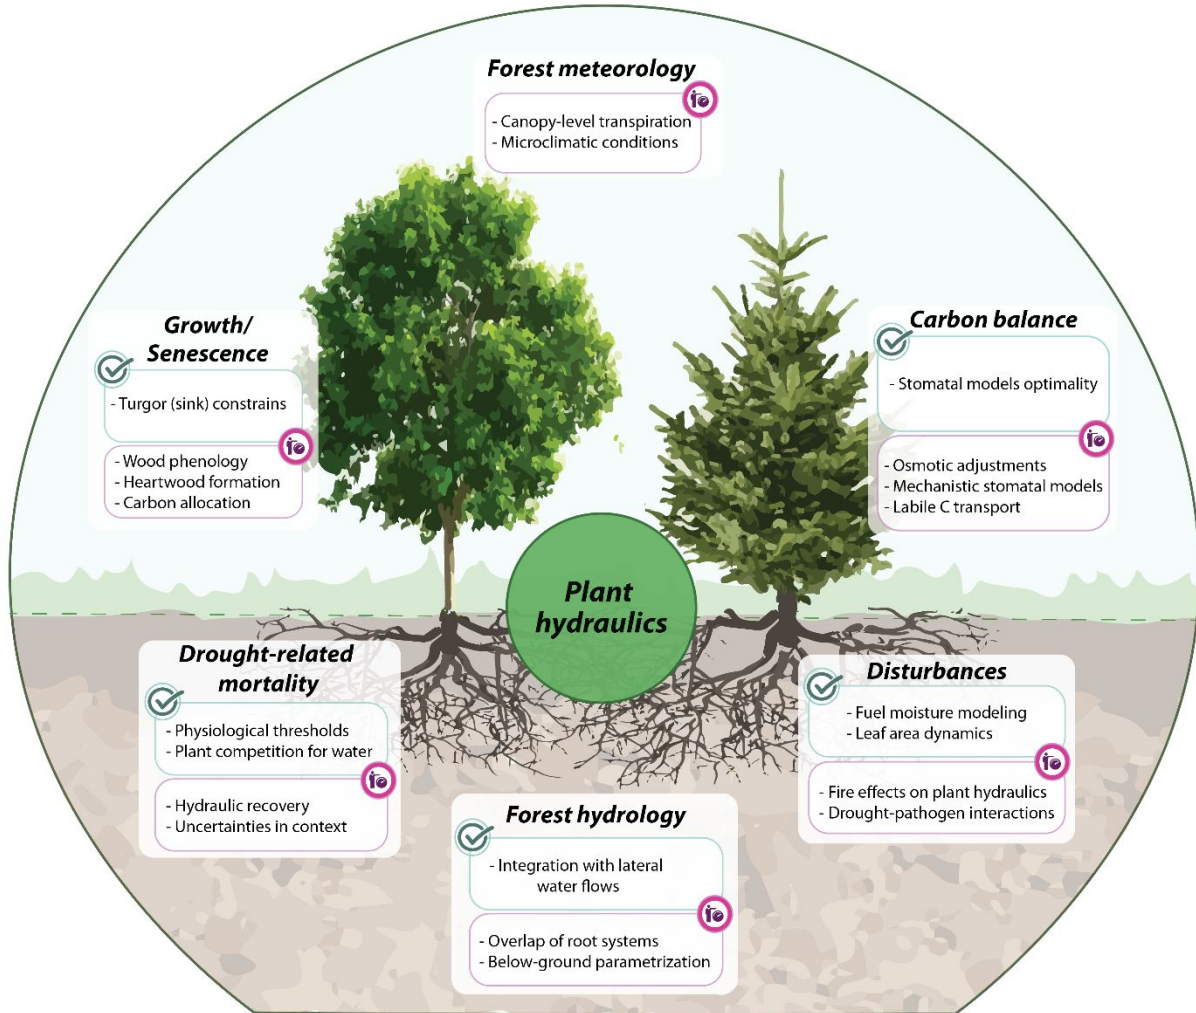 Forest meteorology
- Canopy-level transpiration
- Microclimatic conditions
Growth/
Senescence
- Turgor (sink) constrains
- Wood phenology
- Heartwood formation
- Carbon allocation
Carbon balance
- Stomatal models optimality
- Osmotic adjustments
- Mechanistic stomatal models
- Labile C transport
Plant
hydraulics
Drought-related
mortality
- Physiological thresholds
- Plant competition for water
- Hydraulic recovery
- Uncertainties in context
Disturbances
- Fuel moisture modeling
- Leaf area dynamics
- Fire effects on plant hydraulics
- Drought-pathogen interactions
Forest hydrology
- Integration with lateral
water flows
- Overlap of root systems
- Below-ground parametrization